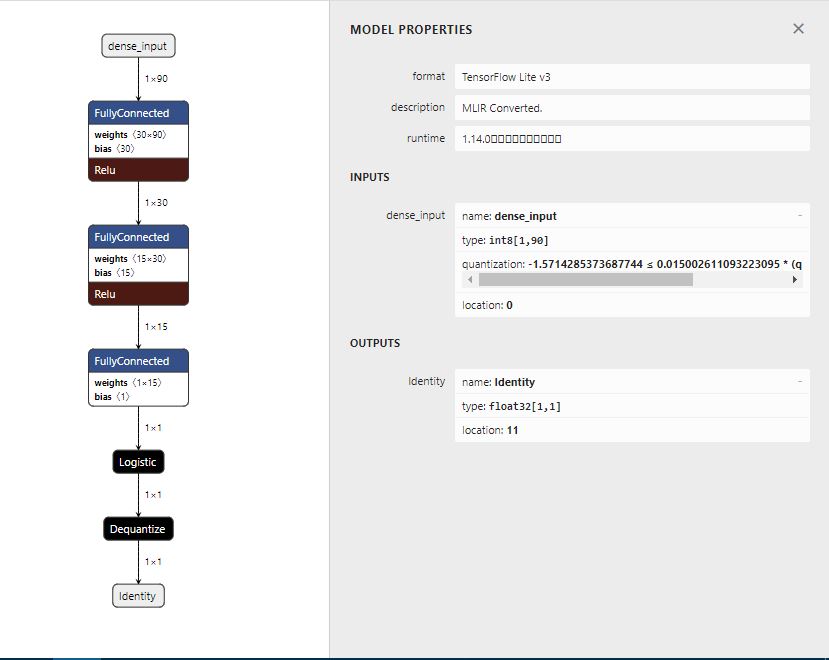 dense_input
1×90
FullyConnected
weights 〈30×90〉
bias 〈30〉
Relu
1×30
FullyConnected
weights 〈15×30〉
bias 〈15〉
Relu
1×15
FullyConnected
weights 〈1×15〉
bias 〈1〉
1×1
Logistic
1×1
Dequantize
1×1
Identity
MODEL PROPERTIES
format TensorFlow Lite v3
description MLIR Converted.
runtime 1.14.0
INPUTS
dense_input name: dense_input
type: int8[1,90]
quantization: -1.5714285373687744 ≤ 0.015002611093223095 * (q
location: 0
OUTPUTS
Identity name: Identity
type: float32[1,1]
location: 11